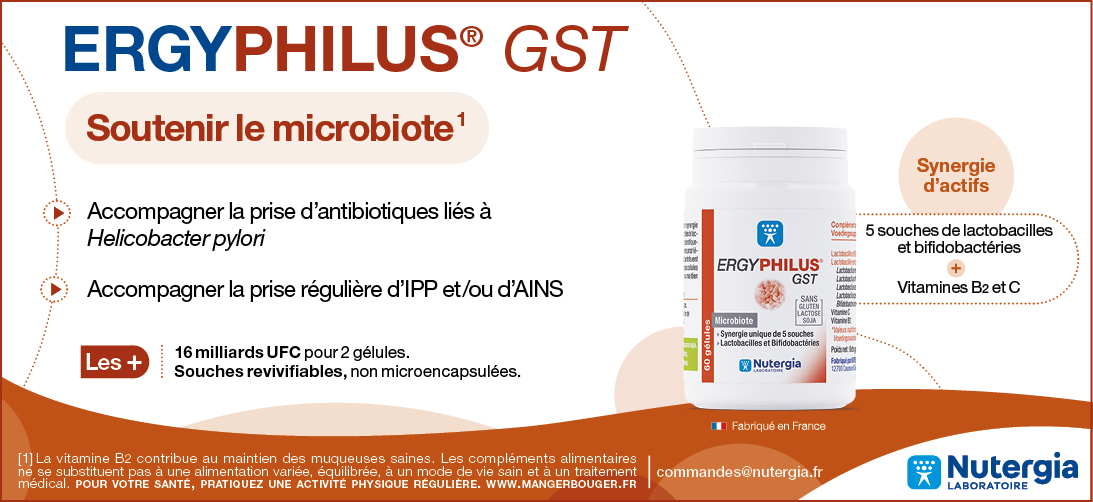 ERGYPHILUS® GST
Soutenir le microbiote¹
Accompagner la prise d’antibiotiques liés à
Helicobacter pylori
Accompagner la prise régulière d’IPP et/ou d’AINS
Les +
16 milliards UFC pour 2 gélules.
Souches revivifiables, non microencapsulées.
ERGYPHILUS®
GST
SANS
GLUTEN
LACTOSE
SOJA
Microbiote
› Synergie unique de 5 souches
› Lactobacilles et Bifidobactéries
60 gélules
Nutergia
LABORATOIRE
Vitamine C
Fabriqué en France
Synergie
d’actifs
5 souches de lactobacilles
et bifidobactéries
+
Vitamines B2 et C
[1] La vitamine B2 contribue au maintien des muqueuses saines. Les compléments alimentaires
ne se substituent pas à une alimentation variée, équilibrée, à un mode de vie sain et à un traitement
médical. POUR VOTRE SANTÉ, PRATIQUEZ UNE ACTIVITÉ PHYSIQUE RÉGULIÈRE. WWW.MANGERBOUGER.FR
commandes@nutergia.fr
Nutergia
LABORATOIRE